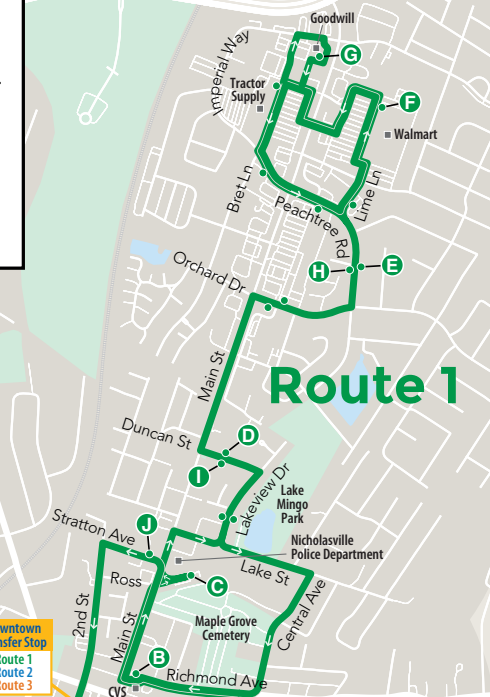 Goodwill
G
Imperial Way
Tractor
Supply
F
Walmart
Bret Ln
Lime Ln
Peachtree Rd
Orchard Dr
H
E
Route 1
Main St
Duncan St
D
I
Lakeview Dr
Lake
Mingo
Park
Stratton Ave
J
Nicholasville
Police Department
Ross
C
Lake St
2nd St
Main St
Maple Grove
Cemetery
Central Ave
B
Richmond Ave
CVS
Transfer Stop
Route 1
Route 2
Route 3